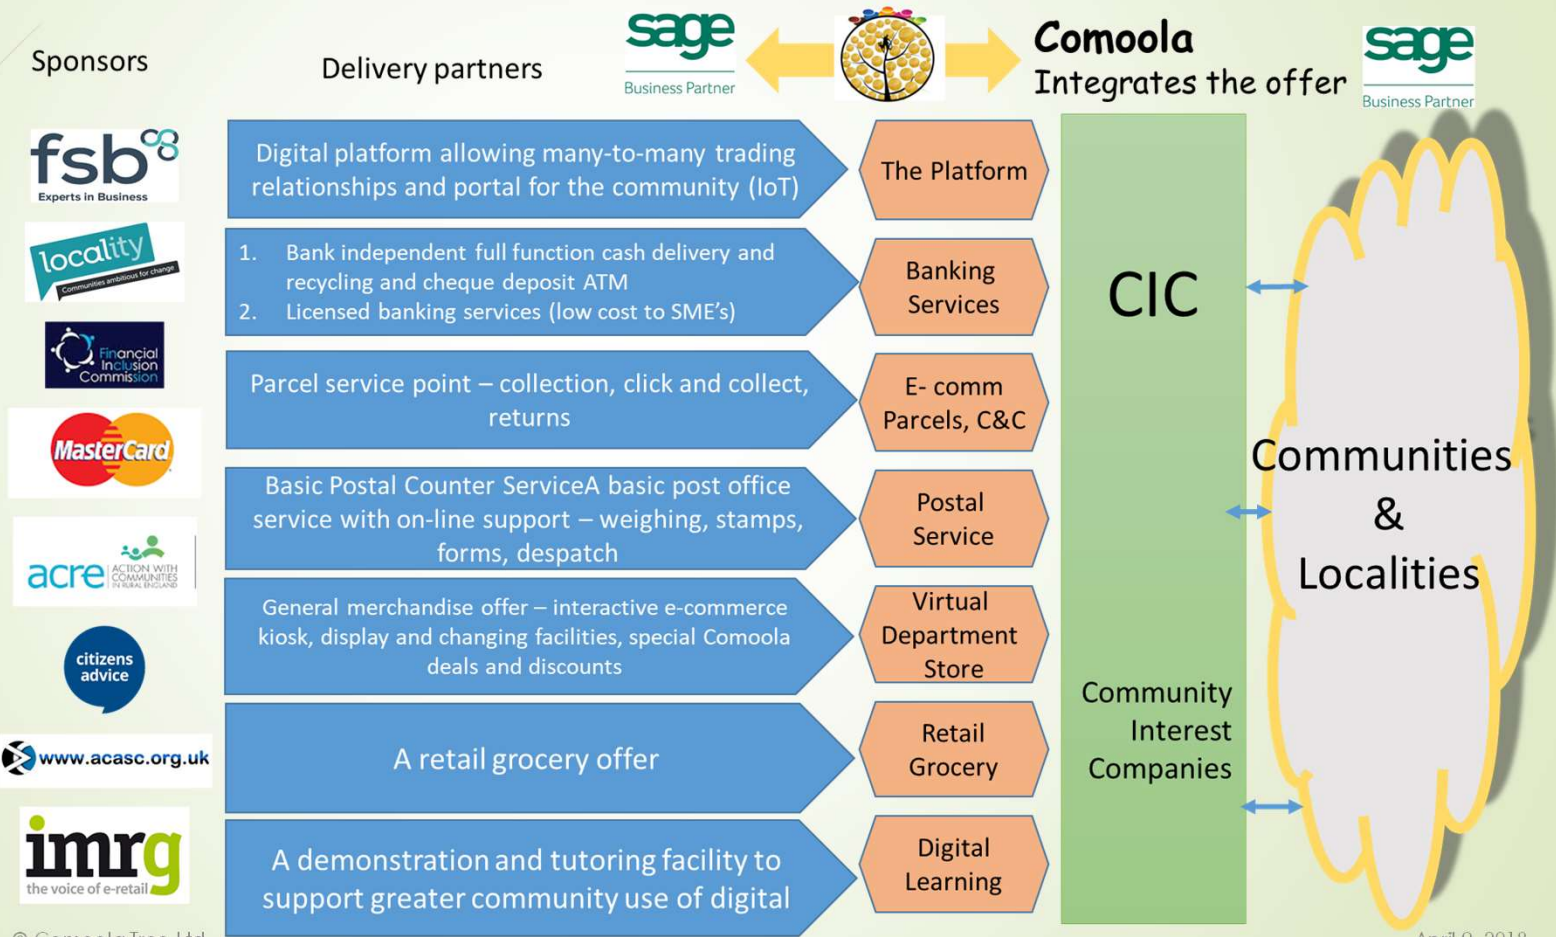 Sponsors
Delivery partners
sage
Business Partner
Comoola
Integrates the offer
sage
Business Partner
fsb
Experts in Business
locality
Communities ambitious for change
Financial
Inclusion
Commission
MasterCard
acre
ACTION WITH
COMMUNITIES
IN RURAL ENGLAND
citizens
advice
www.acasc.org.uk
imrg
the voice of e-retail
Digital platform allowing many-to-many trading
relationships and portal for the community (IoT)
The Platform
1. Bank independent full function cash delivery and
recycling and cheque deposit ATM
2. Licensed banking services (low cost to SME's)
Banking
Services
Parcel service point – collection, click and collect,
returns
E- comm
Parcels, C&C
Basic Postal Counter ServiceA basic post office
service with on-line support – weighing, stamps,
forms, despatch
Postal
Service
General merchandise offer – interactive e-commerce
kiosk, display and changing facilities, special Comoola
deals and discounts
Virtual
Department
Store
A retail grocery offer
Retail
Grocery
A demonstration and tutoring facility to
support greater community use of digital
Digital
Learning
CIC
Community
Interest
Companies
Communities
&
Localities
© Comoola Tree Ltd
April 9, 2018